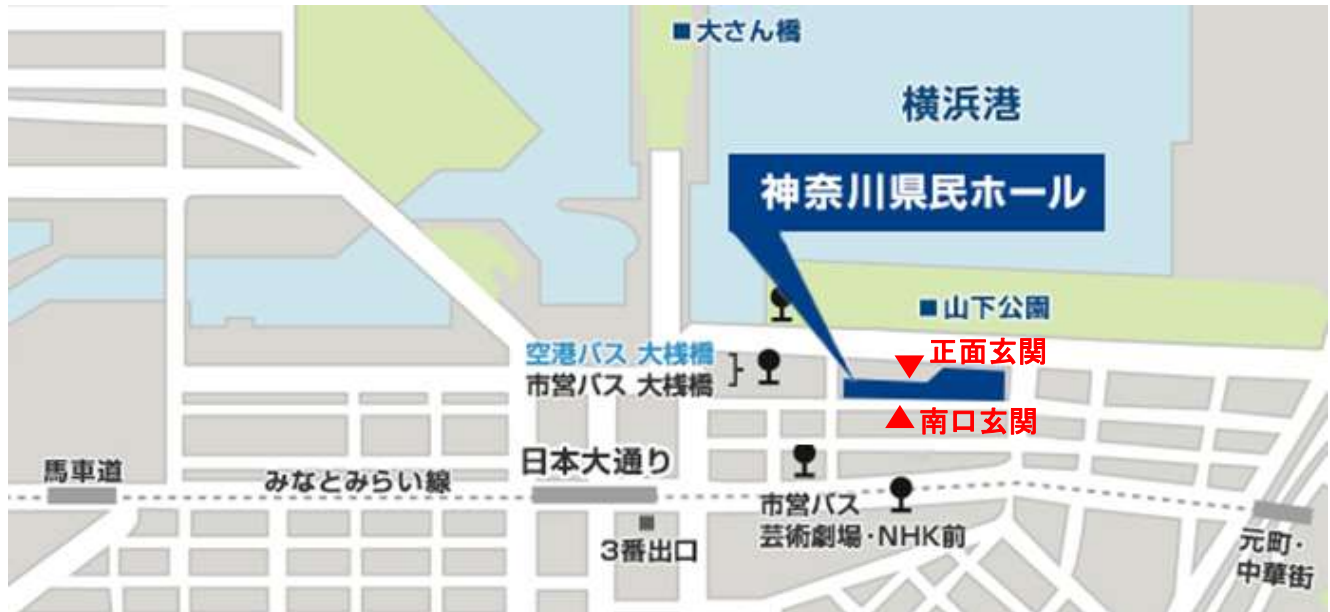 大さん橋
横浜港
神奈川県民ホール
山下公園
正面玄関
空港バス 大桟橋
市営バス 大桟橋
南口玄関
馬車道
みなとみらい線
日本大通り
3番出口
市営バス
芸術劇場・NHK前
元町・
中華街